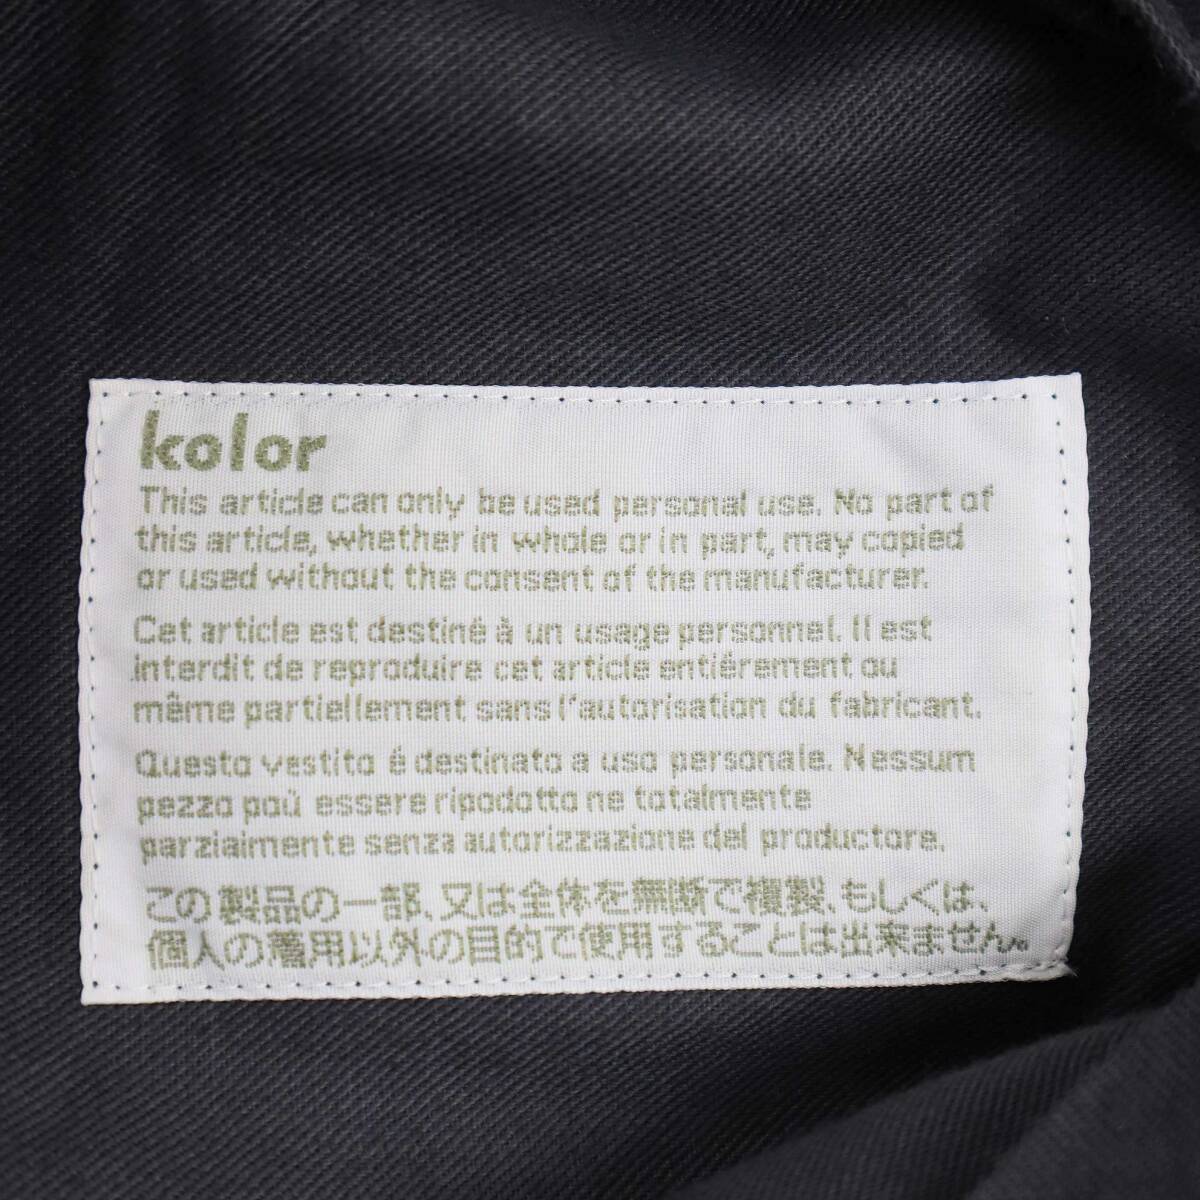 kolor
This article can only be used personal use. No part of
this article, whether in whole or in part, may copied
or used without the consent of the manufacturer.
Cet article est destiné à un usage personnel. Il est
interdit de reproduire cet article entiérement ou
même partiellement sans l'autorisation du fabricant.
Questo vestito é destinato a uso personale. Nessum
pezzo paú essere ripodotto ne totalmente
parziaimente senza autorizzazione del productore.
この製品の一部、又は全体を無断で複製、もしくは、
個人の着用以外の目的で使用することは出来ません。